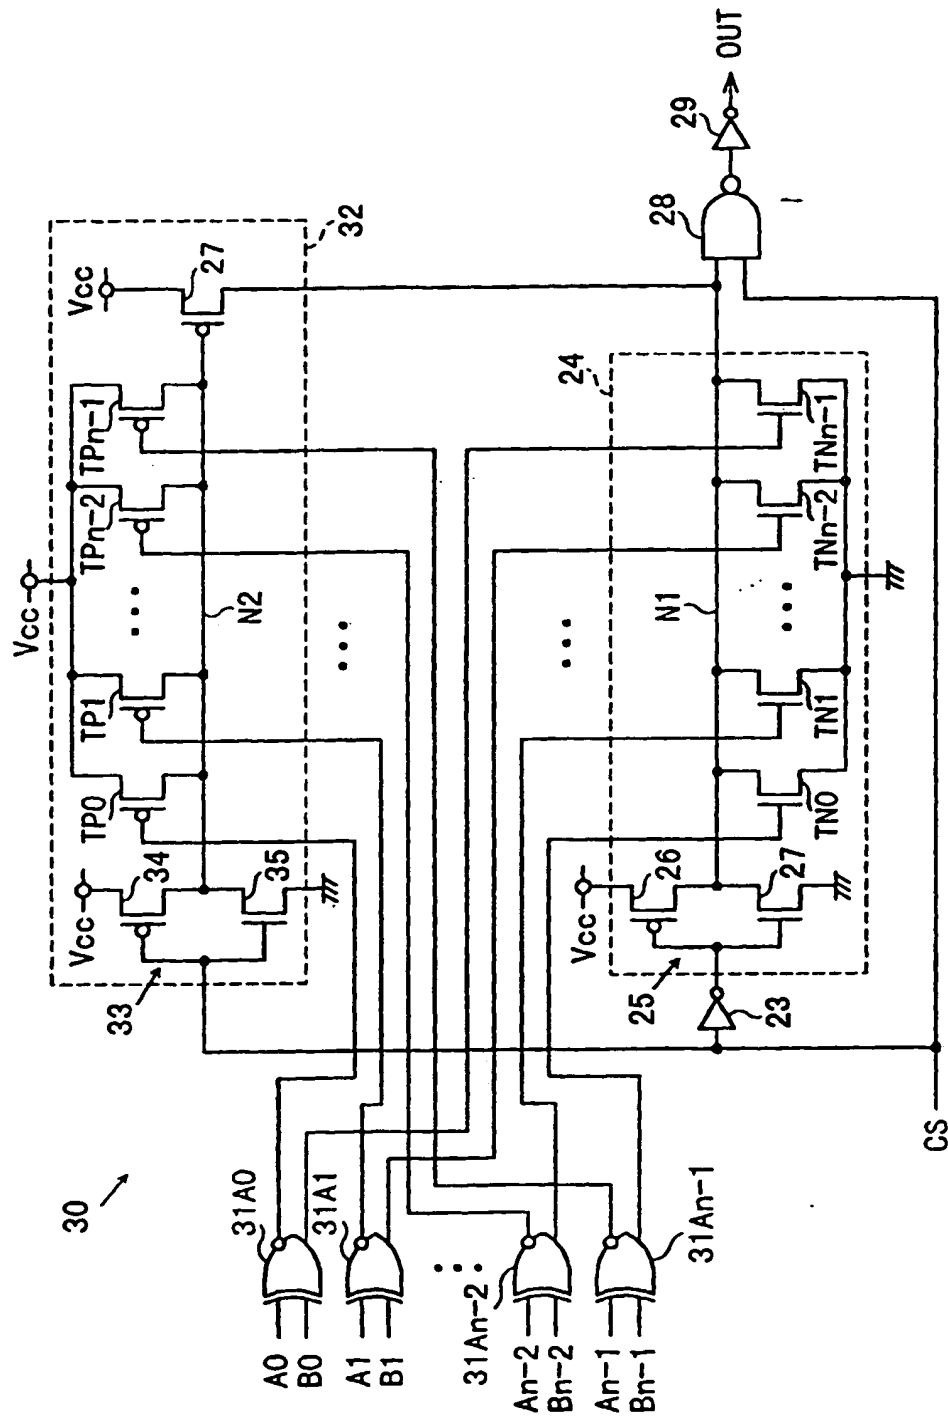 30
A0
B0
A1
B1
An-2
Bn-2
An-1
Bn-1
31A0
31A1
31An-2
31An-1
CS
33
Vcc
34
35
TP0
TP1
TPn-2
TPn-1
Vcc
Vcc
27
32
N2
25
23
Vcc
26
27
TN0
TN1
TNn-2
TNn-1
N1
24
28
29
OUT